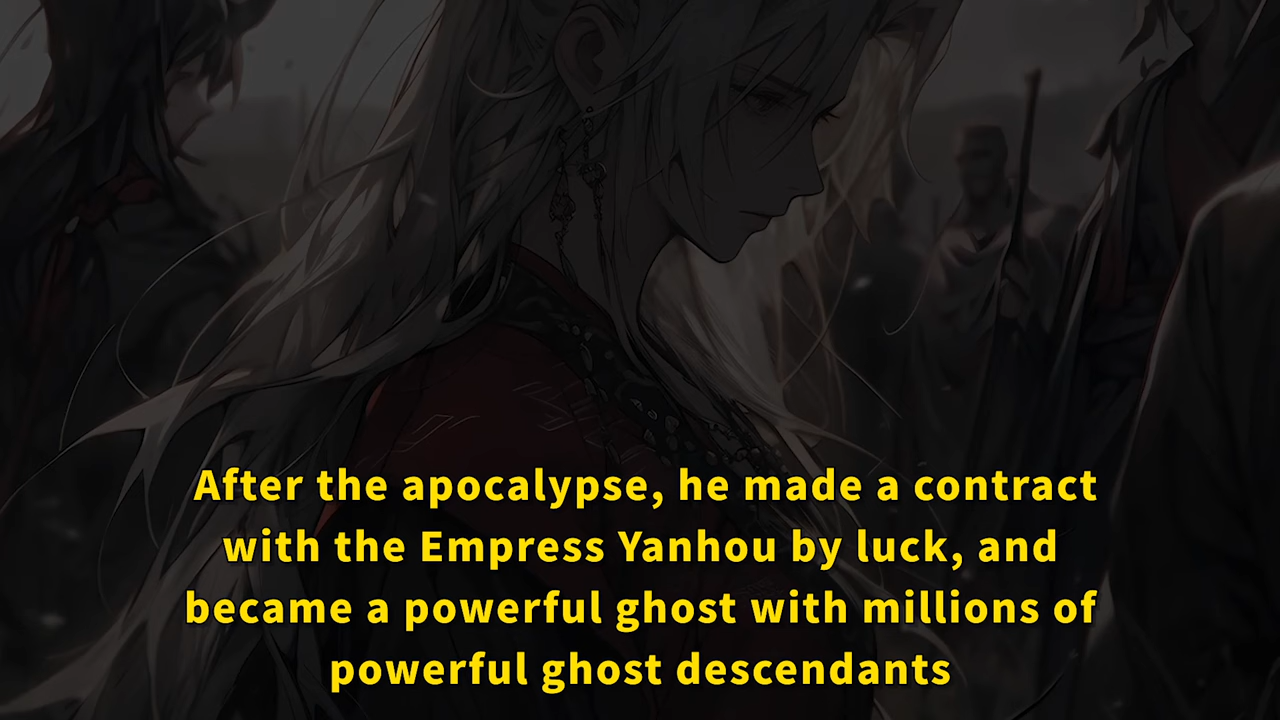 After the apocalypse, he made a contract
with the Empress Yanhou by luck, and
became a powerful ghost with millions of
powerful ghost descendants